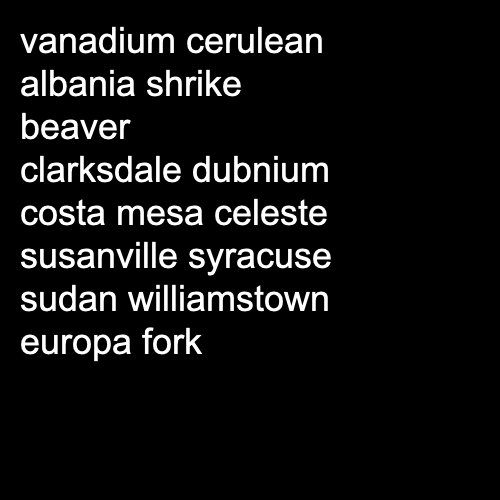 vanadium cerulean
albania shrike
beaver
clarksdale dubnium
costa mesa celeste
susanville syracuse
sudan williamstown
europa fork